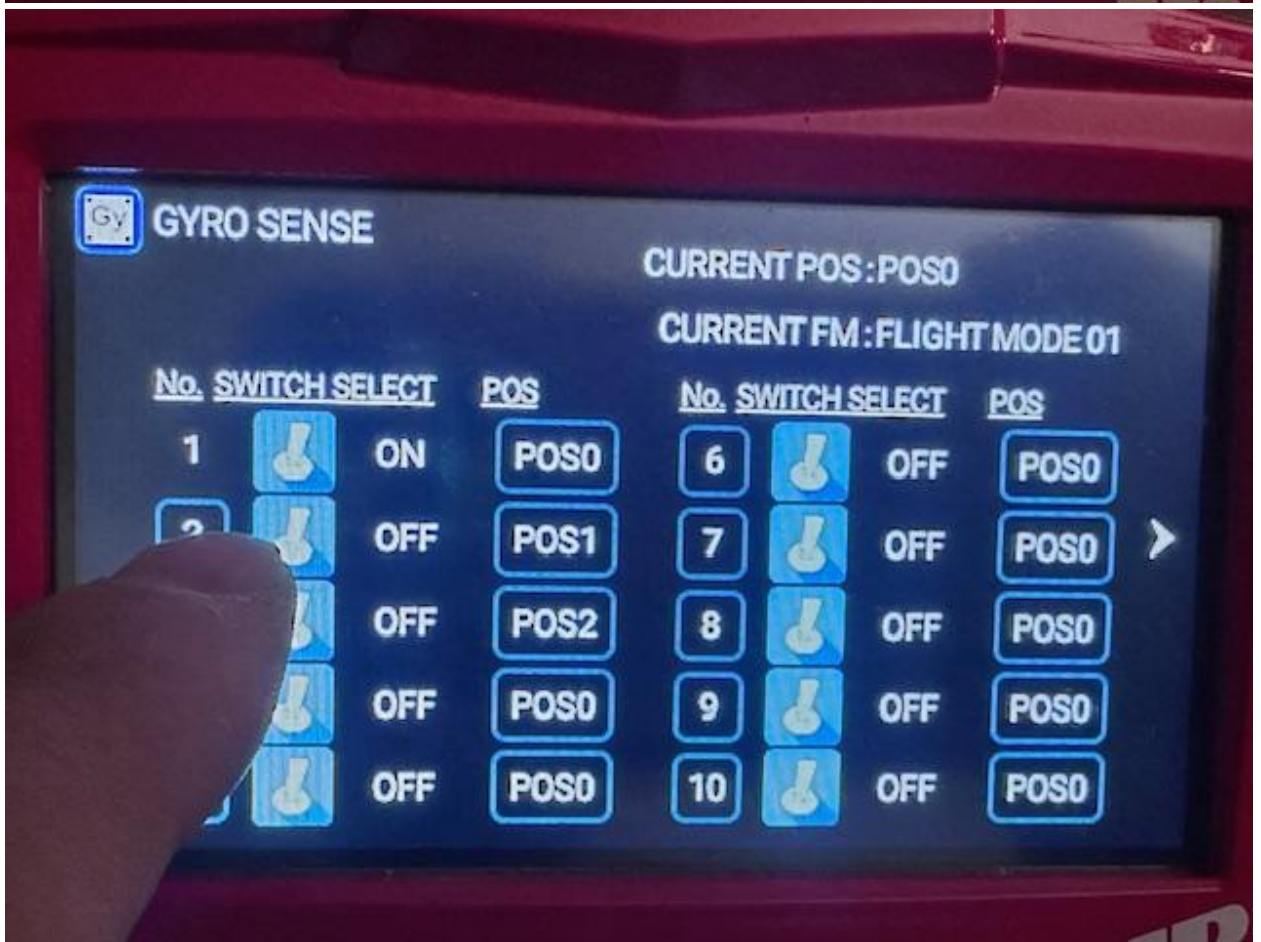 Gy GYRO SENSE
CURRENT POS : POS0
CURRENT FM : FLIGHT MODE 01
No. SWITCH SELECT POS No. SWITCH SELECT POS
1 ON POS0 6 OFF POS0
2 OFF POS1 7 OFF POS0
OFF POS2 8 OFF POS0
OFF POS0 9 OFF POS0
OFF POS0 10 OFF POS0